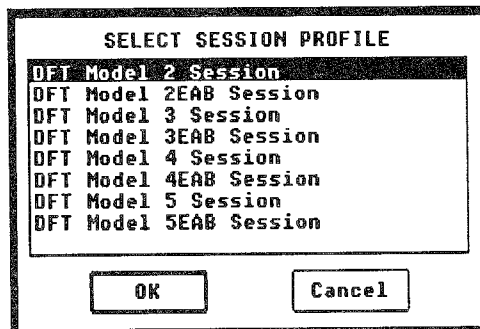 SELECT SESSION PROFILE
DFT Model 2 Session
DFT Model 2EAB Session
DFT Model 3 Session
DFT Model 3EAB Session
DFT Model 4 Session
DFT Model 4EAB Session
DFT Model 5 Session
DFT Model 5EAB Session
OK
Cancel